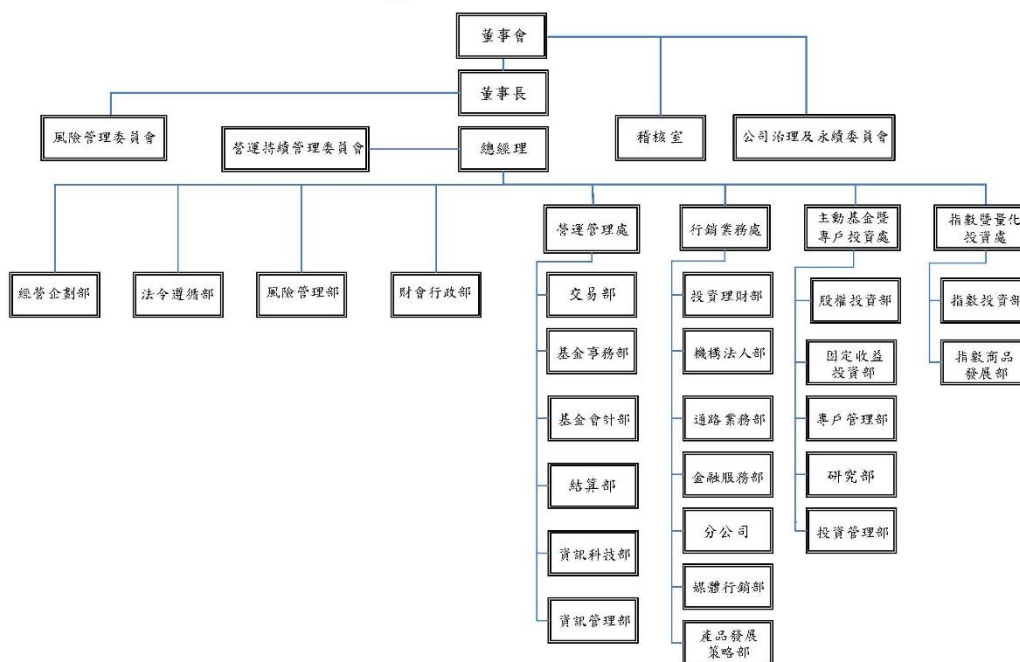 董事會
董事長
風險管理委員會
營運持續管理委員會
總經理
稽核室
公司治理及永續委員會
營運管理處
行銷業務處
主動基金暨
專戶投資處
指數暨量化
投資處
經營企劃部
法令遵循部
風險管理部
財會行政部
交易部
基金事務部
基金會計部
結算部
資訊科技部
資訊管理部
投資理財部
機構法人部
通路業務部
金融服務部
分公司
媒體行銷部
產品發展
策略部
股權投資部
固定收益
投資部
專戶管理部
研究部
投資管理部
指數投資部
指數商品
發展部